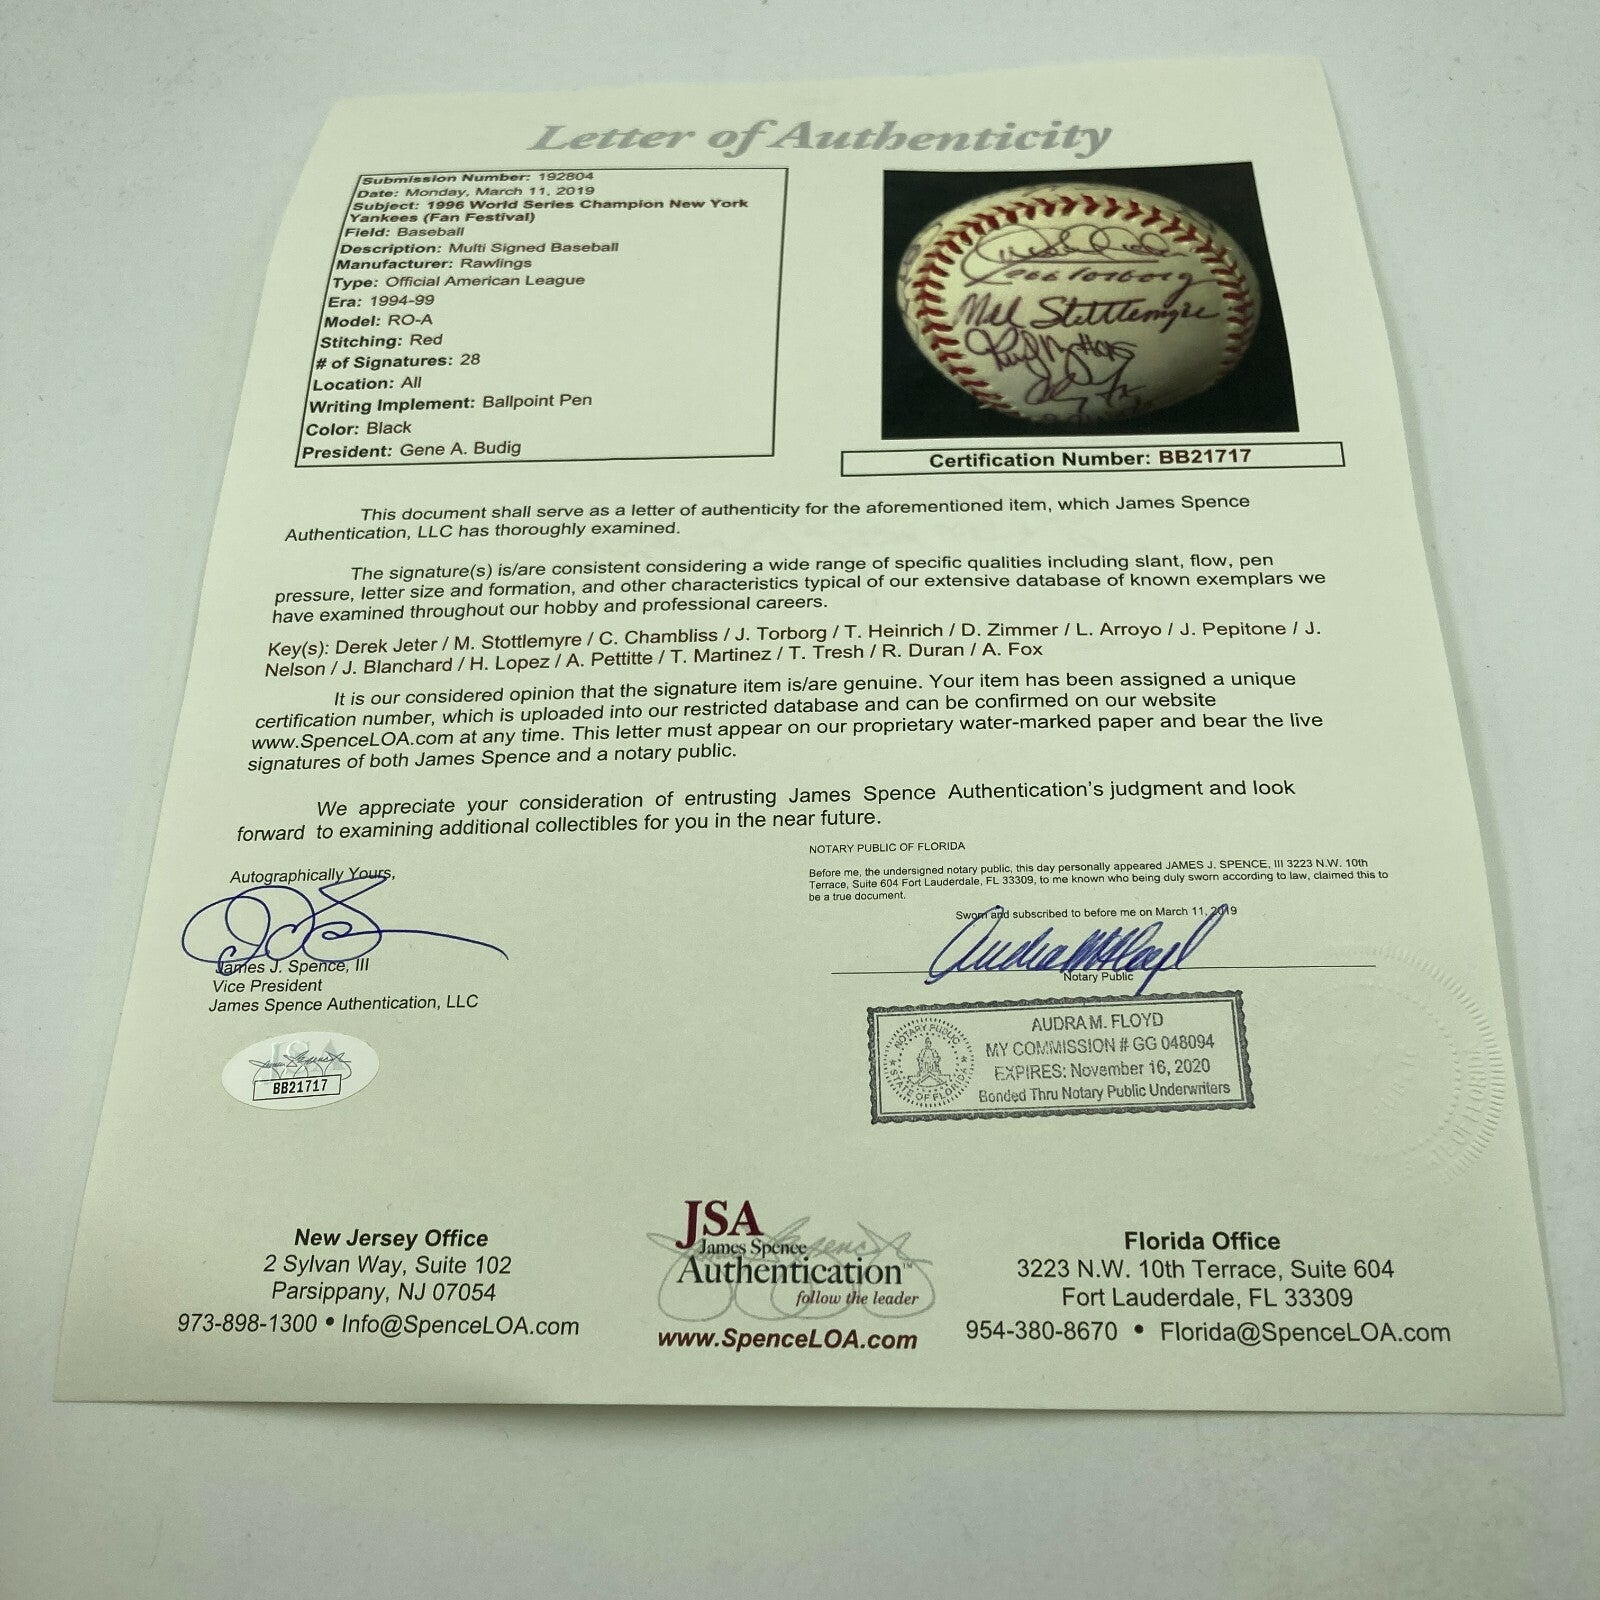 Letter of Authenticity
Submission Number: 192804
Date: Monday, March 11, 2019
Subject: 1996 World Series Champion New York
Yankees (Fan Festival)
Field: Baseball
Description: Multi Signed Baseball
Manufacturer: Rawlings
Type: Official American League
Era: 1994-99
Model: RO-A
Stitching: Red
# of Signatures: 28
Location: All
Writing Implement: Ballpoint Pen
Color: Black
President: Gene A. Budig
Torborg
Mel Stottlemyre
Certification Number: BB21717
This document shall serve as a letter of authenticity for the aforementioned item, which James Spence
Authentication, LLC has thoroughly examined.
The signature(s) is/are consistent considering a wide range of specific qualities including slant, flow, pen
pressure, letter size and formation, and other characteristics typical of our extensive database of known exemplars we
have examined throughout our hobby and professional careers.
Key(s): Derek Jeter / M. Stottlemyre / C. Chambliss / J. Torborg / T. Heinrich / D. Zimmer / L. Arroyo / J. Pepitone / J.
Nelson / J. Blanchard / H. Lopez / A. Pettitte / T. Martinez / T. Tresh / R. Duran / A. Fox
It is our considered opinion that the signature item is/are genuine. Your item has been assigned a unique
certification number, which is uploaded into our restricted database and can be confirmed on our website
www.SpenceLOA.com at any time. This letter must appear on our proprietary water-marked paper and bear the live
signatures of both James Spence and a notary public.
We appreciate your consideration of entrusting James Spence Authentication's judgment and look
forward to examining additional collectibles for you in the near future.
Autographically Yours,
James J. Spence, III
Vice President
James Spence Authentication, LLC
JSA
BB21717
NOTARY PUBLIC OF FLORIDA
Before me, the undersigned notary public, this day personally appeared JAMES J. SPENCE, III 3223 N.W. 10th
Terrace, Suite 604 Fort Lauderdale, FL 33309, to me known who being duly sworn according to law, claimed this to
be a true document.
Sworn and subscribed to before me on March 11, 2019
Audra M Floyd
Notary Public
NOTARY PUBLIC
STATE OF FLORIDA
AUDRA M. FLOYD
MY COMMISSION # GG 048094
EXPIRES: November 16, 2020
Bonded Thru Notary Public Underwriters
New Jersey Office
2 Sylvan Way, Suite 102
Parsippany, NJ 07054
973-898-1300 • Info@SpenceLOA.com
JSA
James Spence
Authentication™
follow the leader
www.SpenceLOA.com
Florida Office
3223 N.W. 10th Terrace, Suite 604
Fort Lauderdale, FL 33309
954-380-8670 • Florida@SpenceLOA.com